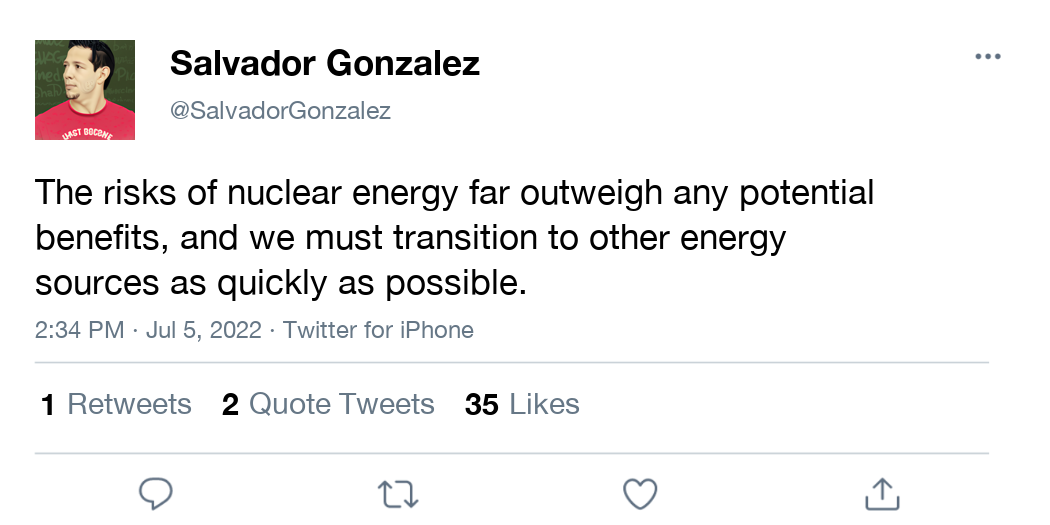 Salvador Gonzalez
@SalvadorGonzalez
The risks of nuclear energy far outweigh any potential
benefits, and we must transition to other energy
sources as quickly as possible.
2:34 PM · Jul 5, 2022 · Twitter for iPhone
1 Retweets 2 Quote Tweets 35 Likes